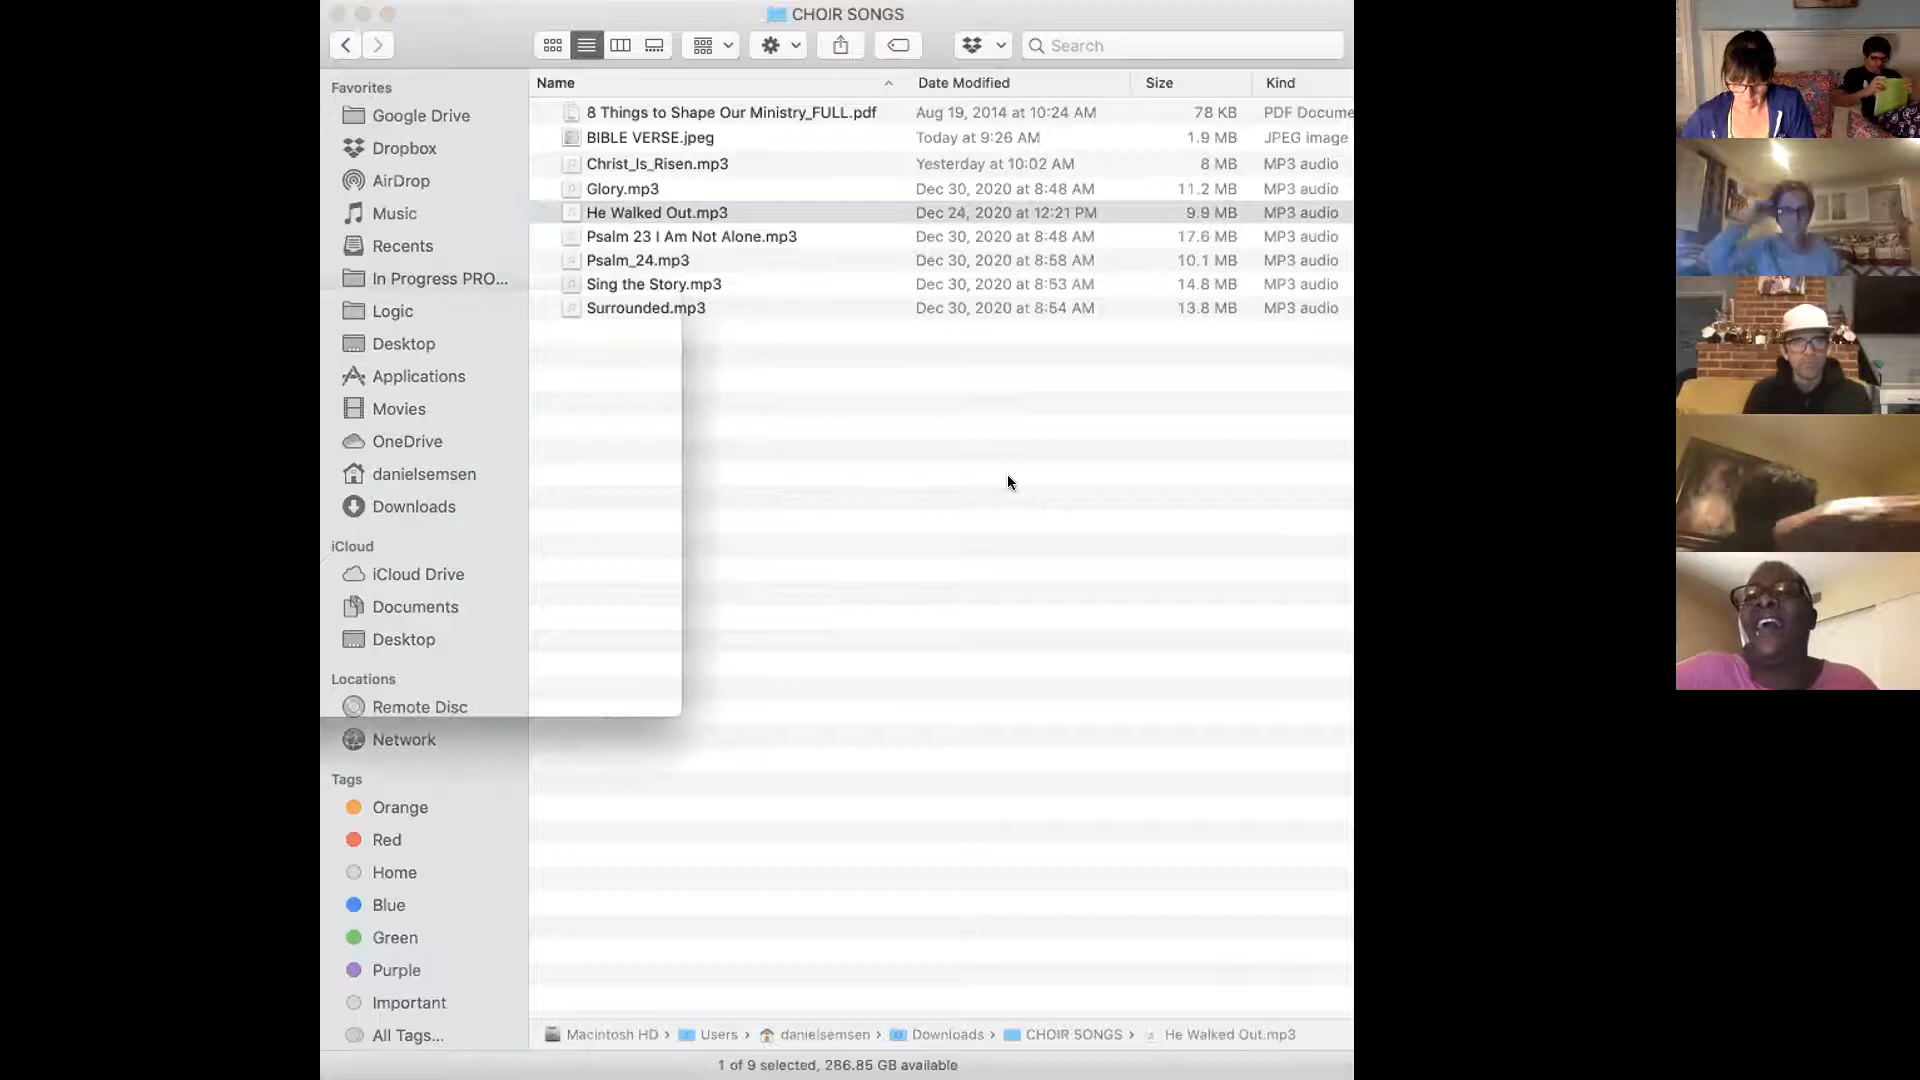 CHOIR SONGS
Search
Name Date Modified Size Kind
8 Things to Shape Our Ministry_FULL.pdf Aug 19, 2014 at 10:24 AM 78 KB PDF Docume
BIBLE VERSE.jpeg Today at 9:26 AM 1.9 MB JPEG image
Christ_Is_Risen.mp3 Yesterday at 10:02 AM 8 MB MP3 audio
Glory.mp3 Dec 30, 2020 at 8:48 AM 11.2 MB MP3 audio
He Walked Out.mp3 Dec 24, 2020 at 12:21 PM 9.9 MB MP3 audio
Psalm 23 I Am Not Alone.mp3 Dec 30, 2020 at 8:48 AM 17.6 MB MP3 audio
Psalm_24.mp3 Dec 30, 2020 at 8:58 AM 10.1 MB MP3 audio
Sing the Story.mp3 Dec 30, 2020 at 8:53 AM 14.8 MB MP3 audio
Surrounded.mp3 Dec 30, 2020 at 8:54 AM 13.8 MB MP3 audio
Favorites
Google Drive
Dropbox
AirDrop
Music
Recents
In Progress PRO...
Logic
Desktop
Applications
Movies
OneDrive
danielsemsen
Downloads
iCloud
iCloud Drive
Documents
Desktop
Locations
Remote Disc
Network
Tags
Orange
Red
Home
Blue
Green
Purple
Important
All Tags...
Macintosh HD › Users › danielsemsen › Downloads › CHOIR SONGS › He Walked Out.mp3
1 of 9 selected, 286.85 GB available